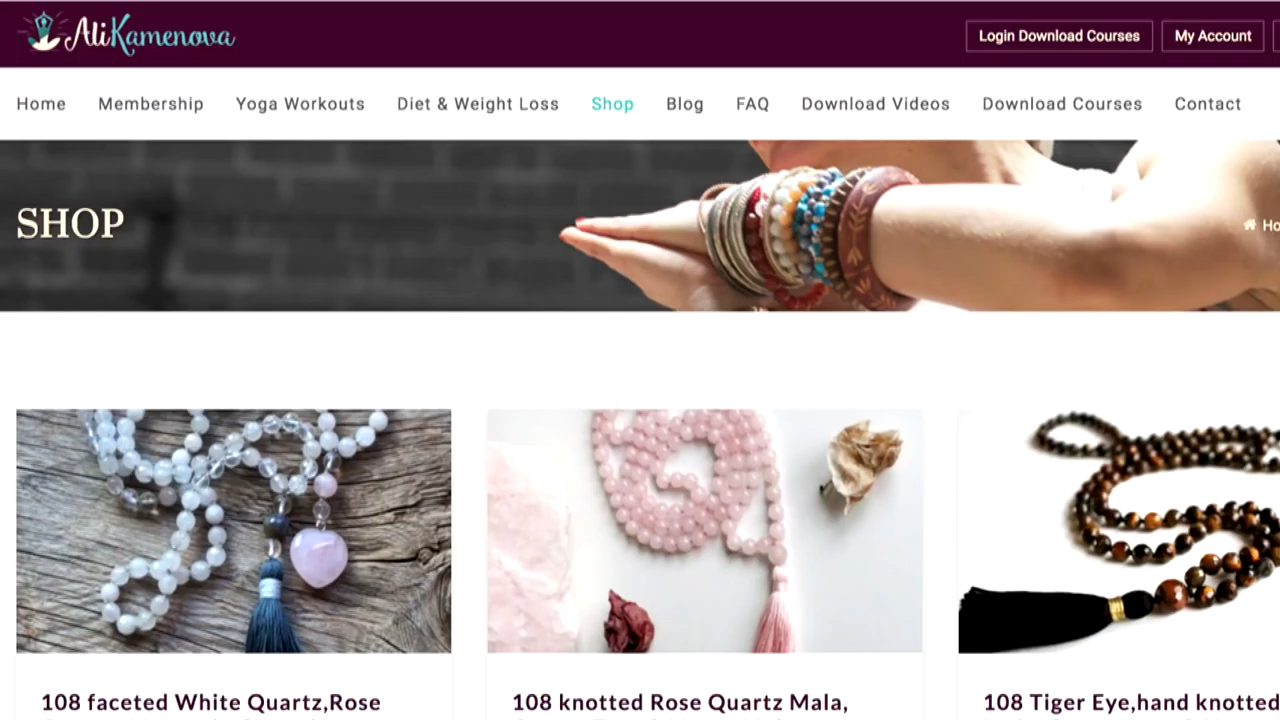 AliKamenova
Login Download Courses
My Account
Home
Membership
Yoga Workouts
Diet & Weight Loss
Shop
Blog
FAQ
Download Videos
Download Courses
Contact
SHOP
Ho
108 faceted White Quartz,Rose
108 knotted Rose Quartz Mala,
108 Tiger Eye,hand knotted